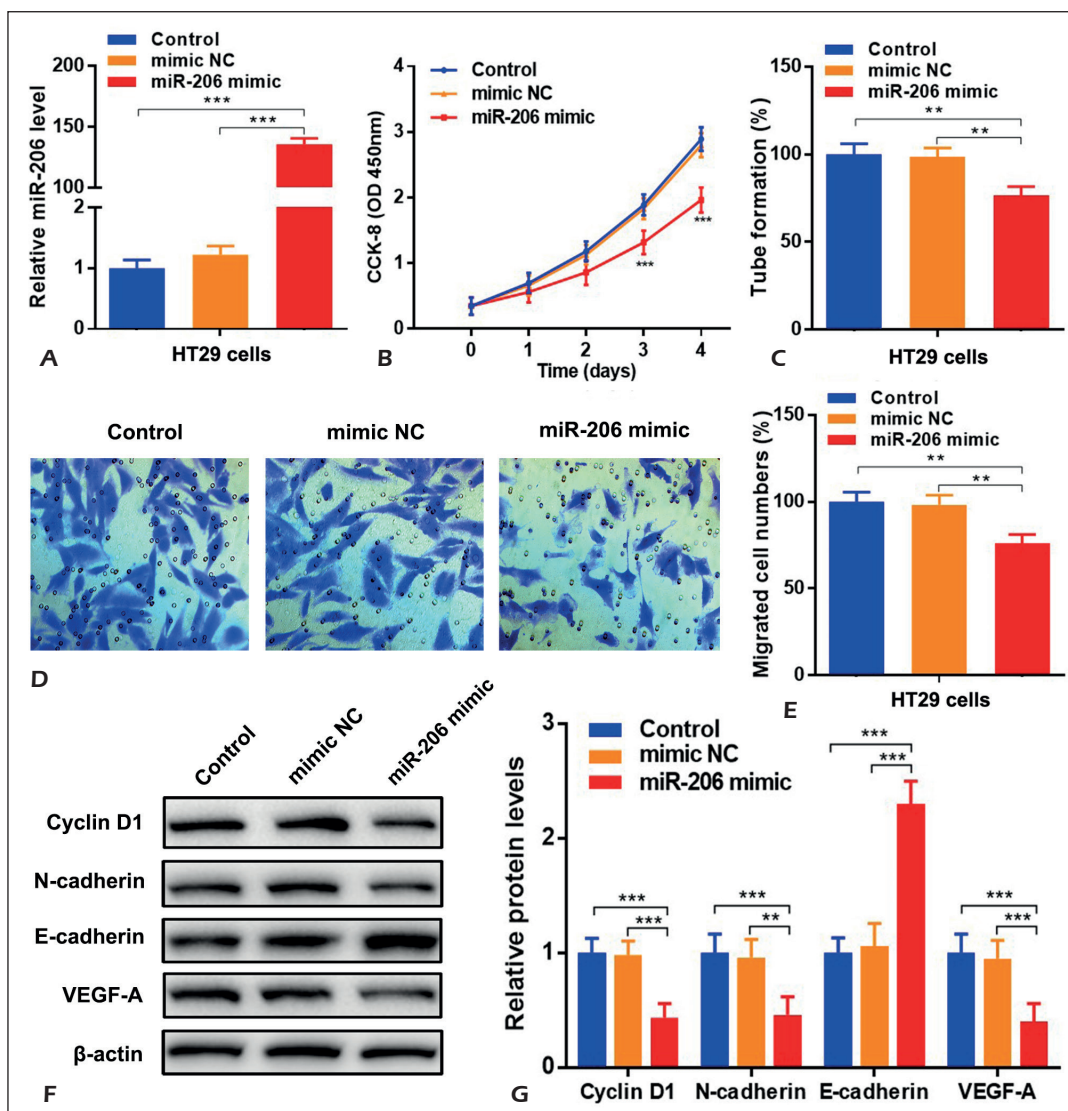 Control
mimic NC
miR-206 mimic
Relative miR-206 level
200
150
100
2
1
0
***
***
HT29 cells
A
Control
mimic NC
miR-206 mimic
CCK-8 (OD 450nm)
4
3
2
1
0
***
***
0 1 2 3 4
Time (days)
B
Control
mimic NC
miR-206 mimic
Tube formation (%)
150
100
50
0
**
**
HT29 cells
C
Control mimic NC miR-206 mimic
D
Control
mimic NC
miR-206 mimic
Migrated cell numbers (%)
150
100
50
0
**
**
HT29 cells
E
Control mimic NC miR-206 mimic
Cyclin D1
N-cadherin
E-cadherin
VEGF-A
β-actin
F
Control
mimic NC
miR-206 mimic
Relative protein levels
3
2
1
0
***
***
***
**
***
***
***
***
Cyclin D1 N-cadherin E-cadherin VEGF-A
G